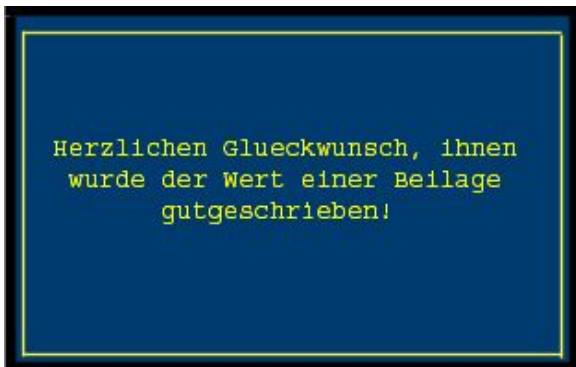 Herzlichen Glueckwunsch, ihnen
wurde der Wert einer Beilage
gutgeschrieben!